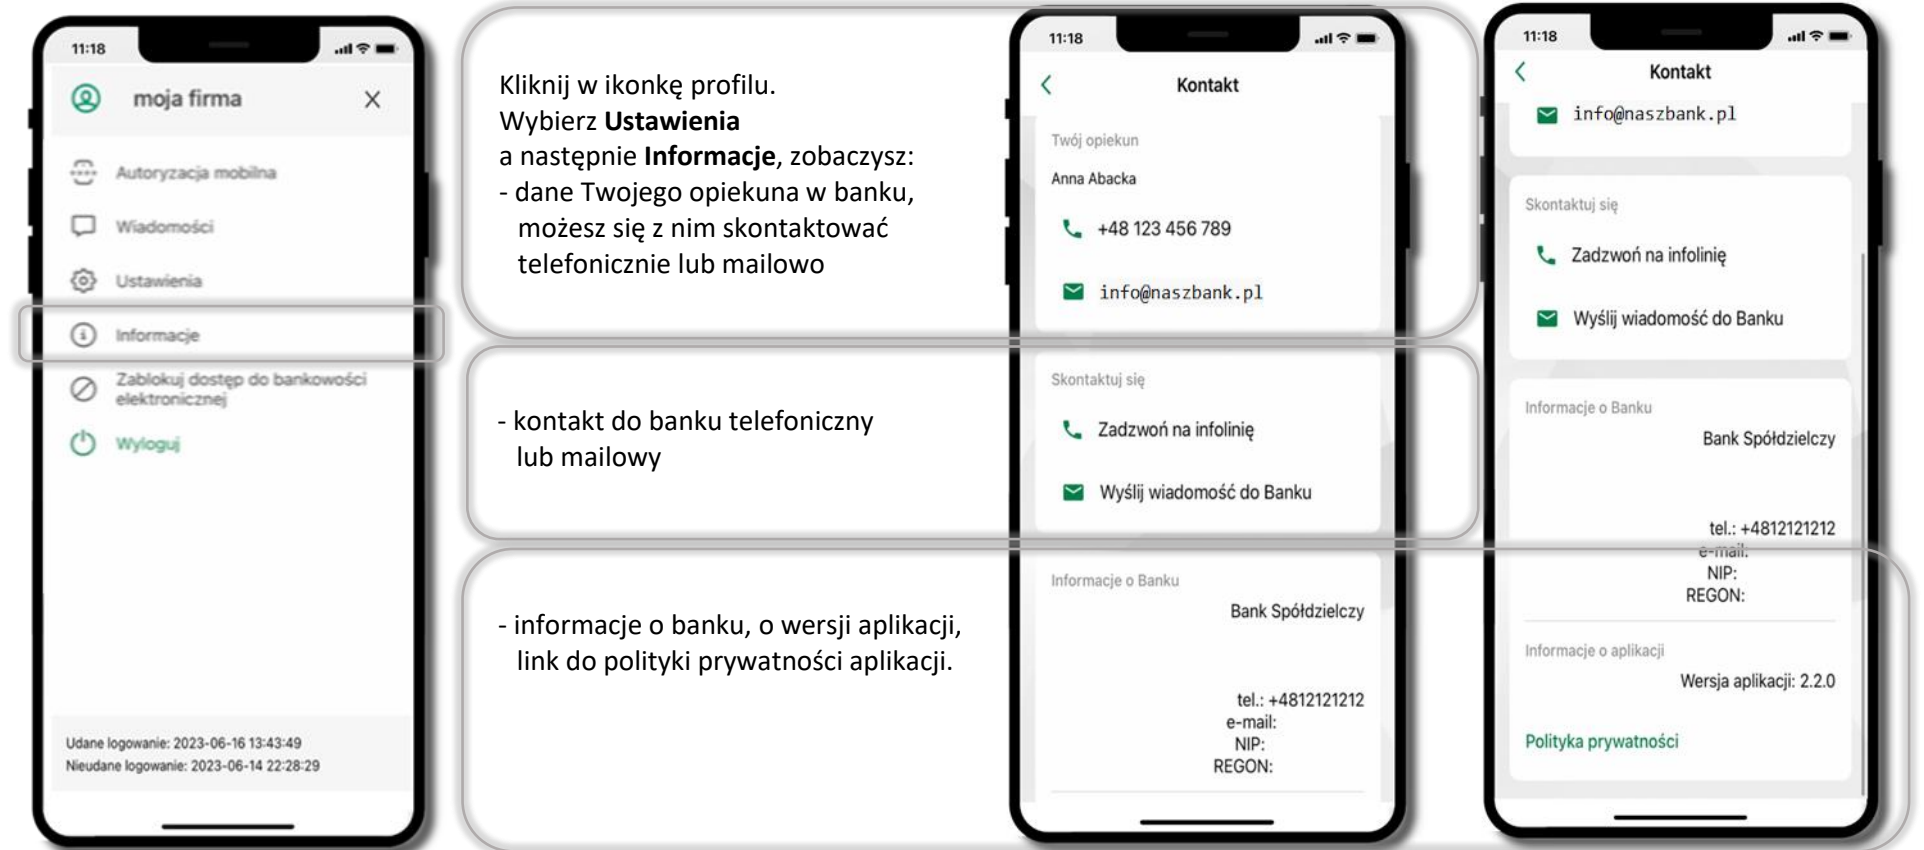 11:18
moja firma
Autoryzacja mobilna
Wiadomości
Ustawienia
Informacje
Zablokuj dostęp do bankowości
elektronicznej
Wyloguj
Udane logowanie: 2023-06-16 13:43:49
Nieudane logowanie: 2023-06-14 22:28:29
Kliknij w ikonkę profilu.
Wybierz Ustawienia
a następnie Informacje, zobaczysz:
- dane Twojego opiekuna w banku,
możesz się z nim skontaktować
telefonicznie lub mailowo
- kontakt do banku telefoniczny
lub mailowy
- informacje o banku, o wersji aplikacji,
link do polityki prywatności aplikacji.
11:18
Kontakt
Twój opiekun
Anna Abacka
+48 123 456 789
info@naszbank.pl
Skontaktuj się
Zadzwoń na infolinię
Wyślij wiadomość do Banku
Informacje o Banku
Bank Spółdzielczy
tel.: +4812121212
e-mail:
NIP:
REGON:
11:18
Kontakt
info@naszbank.pl
Skontaktuj się
Zadzwoń na infolinię
Wyślij wiadomość do Banku
Informacje o Banku
Bank Spółdzielczy
tel.: +4812121212
e-mail:
NIP:
REGON:
Informacje o aplikacji
Wersja aplikacji: 2.2.0
Polityka prywatności